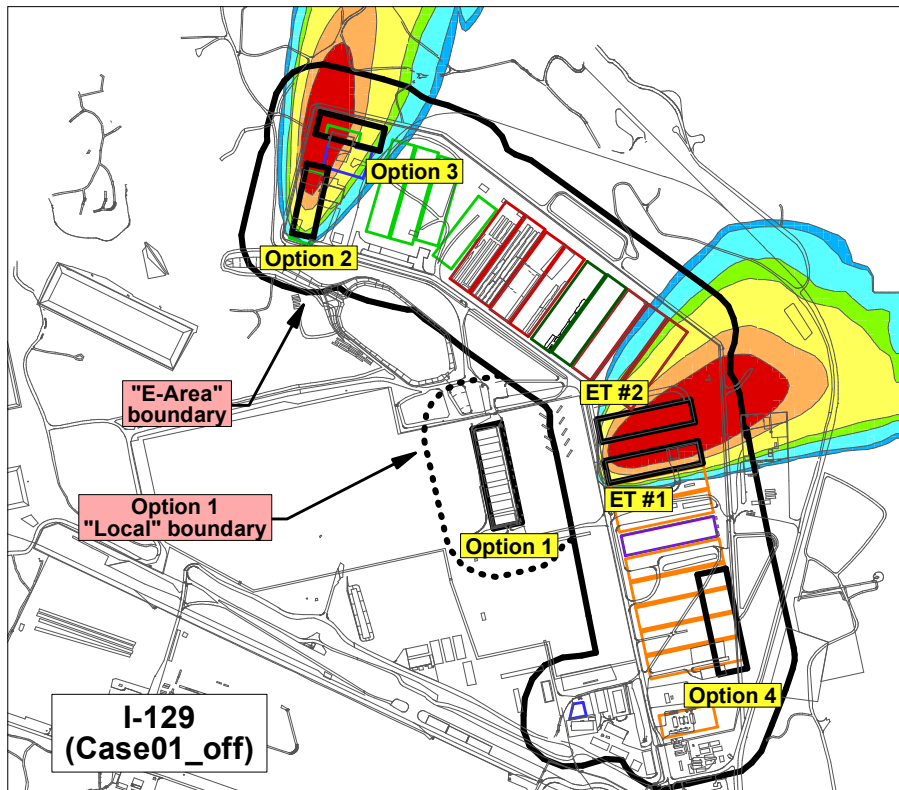 Option 3
Option 2
"E-Area"
boundary
ET #2
ET #1
Option 1
"Local" boundary
Option 1
Option 4
I-129
(Case01_off)